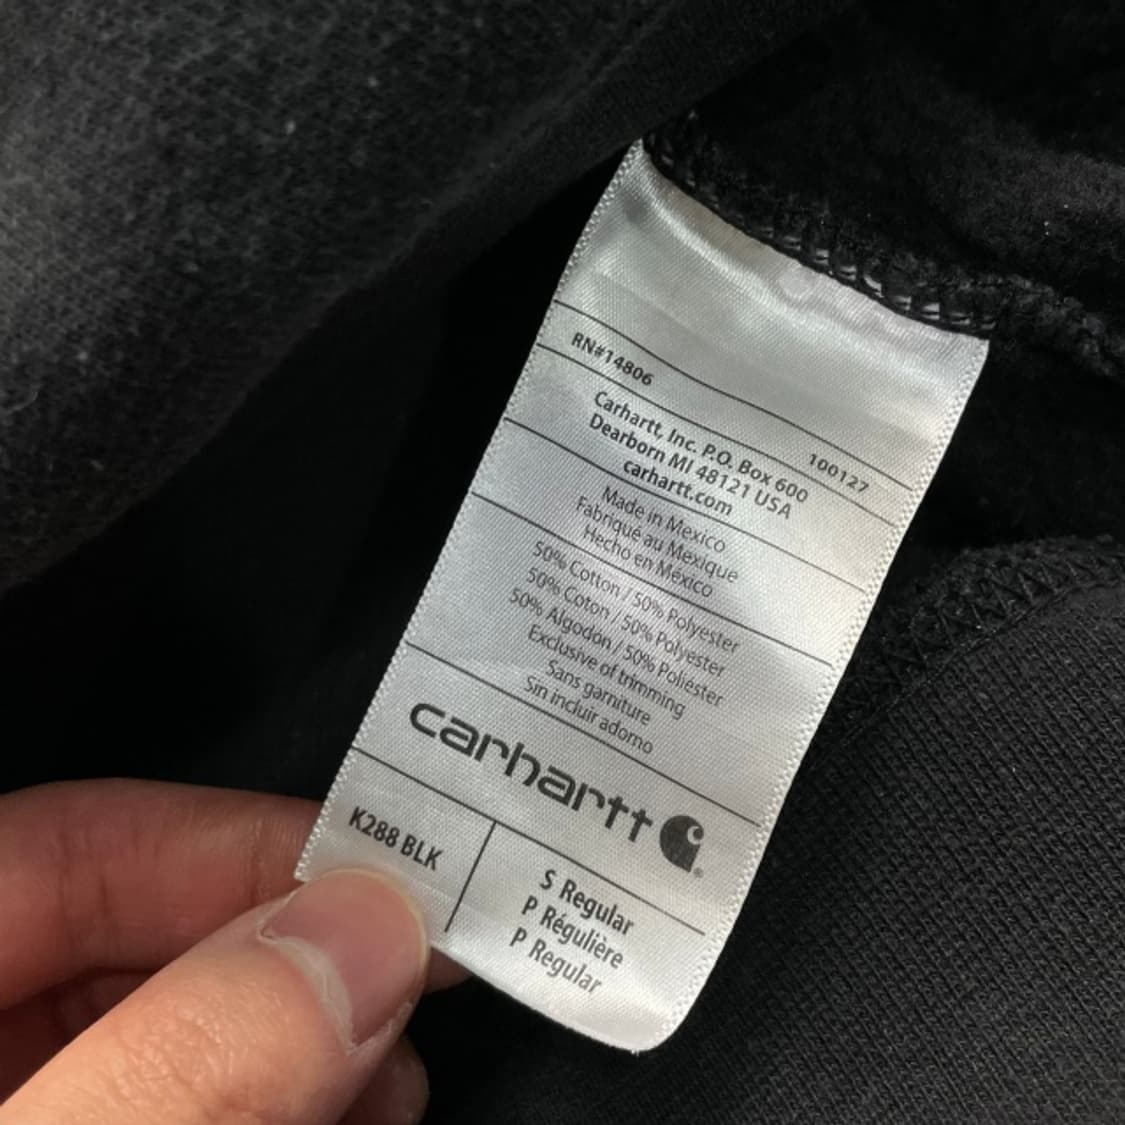 RN#14806 100127
Carhartt, Inc. P.O. Box 600
Dearborn MI 48121 USA
carhartt.com
Made in Mexico
Fabriqué au Mexique
Hecho en México
50% Cotton / 50% Polyester
50% Coton / 50% Polyester
50% Algodón / 50% Poliéster
Exclusive of trimming
Sans garniture
Sin incluir adorno
carhartt ®
K288 BLK
S Regular
P Régulière
P Regular